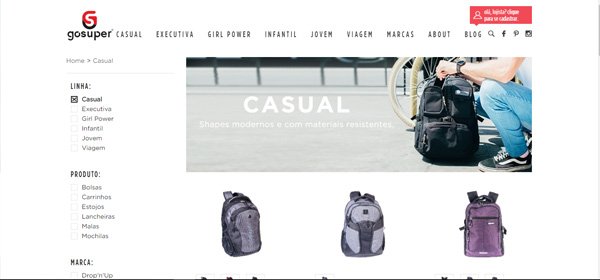 olá, lojista? clique
para se cadastrar.
gosuper
CASUAL EXECUTIVA GIRL POWER INFANTIL JOVEM VIAGEM MARCAS ABOUT BLOG
Home > Casual
LINHA:
Casual
Executiva
Girl Power
Infantil
Jovem
Viagem
CASUAL
Shapes modernos e com materiais resistentes.
PRODUTO:
Bolsas
Carrinhos
Estojos
Lancheiras
Malas
Mochilas
MARCA:
Drop'n'Up